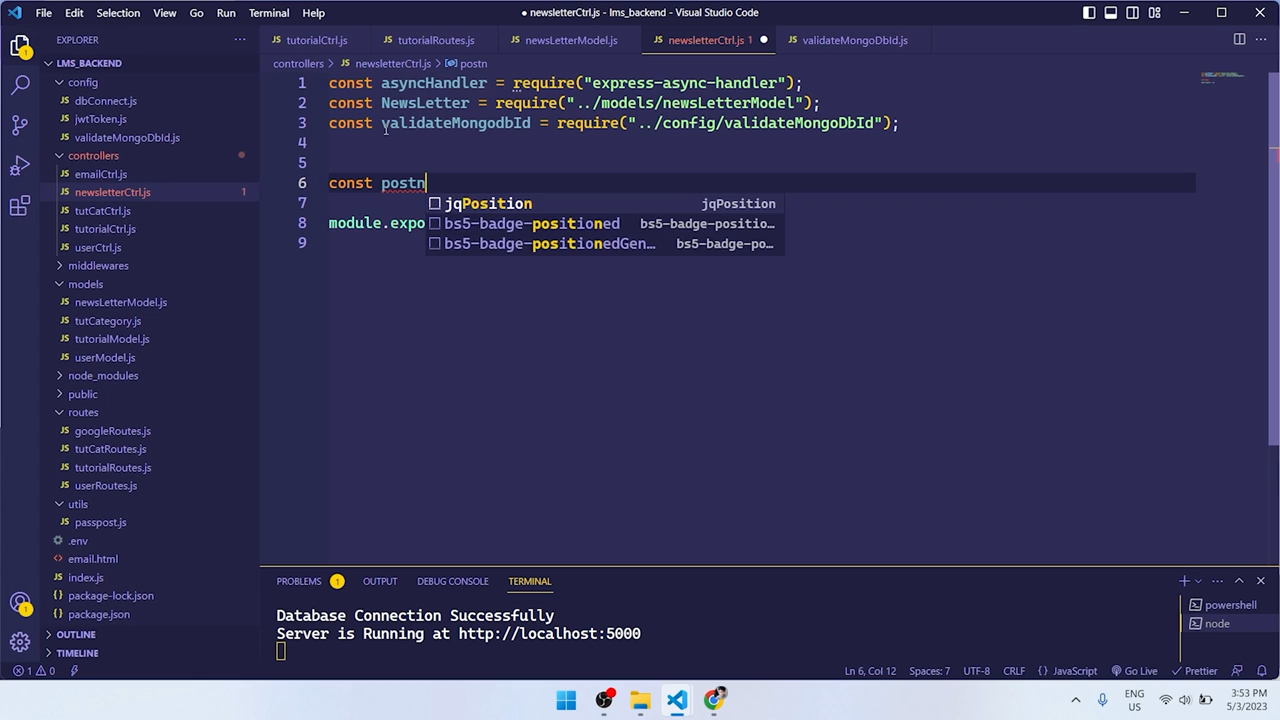 File Edit Selection View Go Run Terminal Help
newsletterCtrl.js - lms_backend - Visual Studio Code
EXPLORER
tutorialCtrl.js
tutorialRoutes.js
newsLetterModel.js
newsletterCtrl.js 1
validateMongoDbId.js
LMS_BACKEND
config
dbConnect.js
jwtToken.js
validateMongoDbId.js
controllers
emailCtrl.js
newsletterCtrl.js 1
tutCatCtrl.js
tutorialCtrl.js
userCtrl.js
middlewares
models
newsLetterModel.js
tutCategory.js
tutorialModel.js
userModel.js
node_modules
public
routes
googleRoutes.js
tutCatRoutes.js
tutorialRoutes.js
userRoutes.js
utils
passpost.js
.env
email.html
index.js
package-lock.json
package.json
OUTLINE
TIMELINE
controllers > newsletterCtrl.js > postn
1 const asyncHandler = require("express-async-handler");
2 const NewsLetter = require("../models/newsLetterModel");
3 const validateMongodbId = require("../config/validateMongoDbId");
4
5
6 const postn
7
8 module.expo
9
jqPosition jqPosition
bs5-badge-positioned bs5-badge-positio...
bs5-badge-positionedGen... bs5-badge-po...
PROBLEMS 1 OUTPUT DEBUG CONSOLE TERMINAL
Database Connection Successfully
Server is Running at http://localhost:5000
powershell
node
1 0
Ln 6, Col 12 Spaces: 7 UTF-8 CRLF JavaScript Go Live Prettier
ENG
US
3:53 PM
5/3/2023